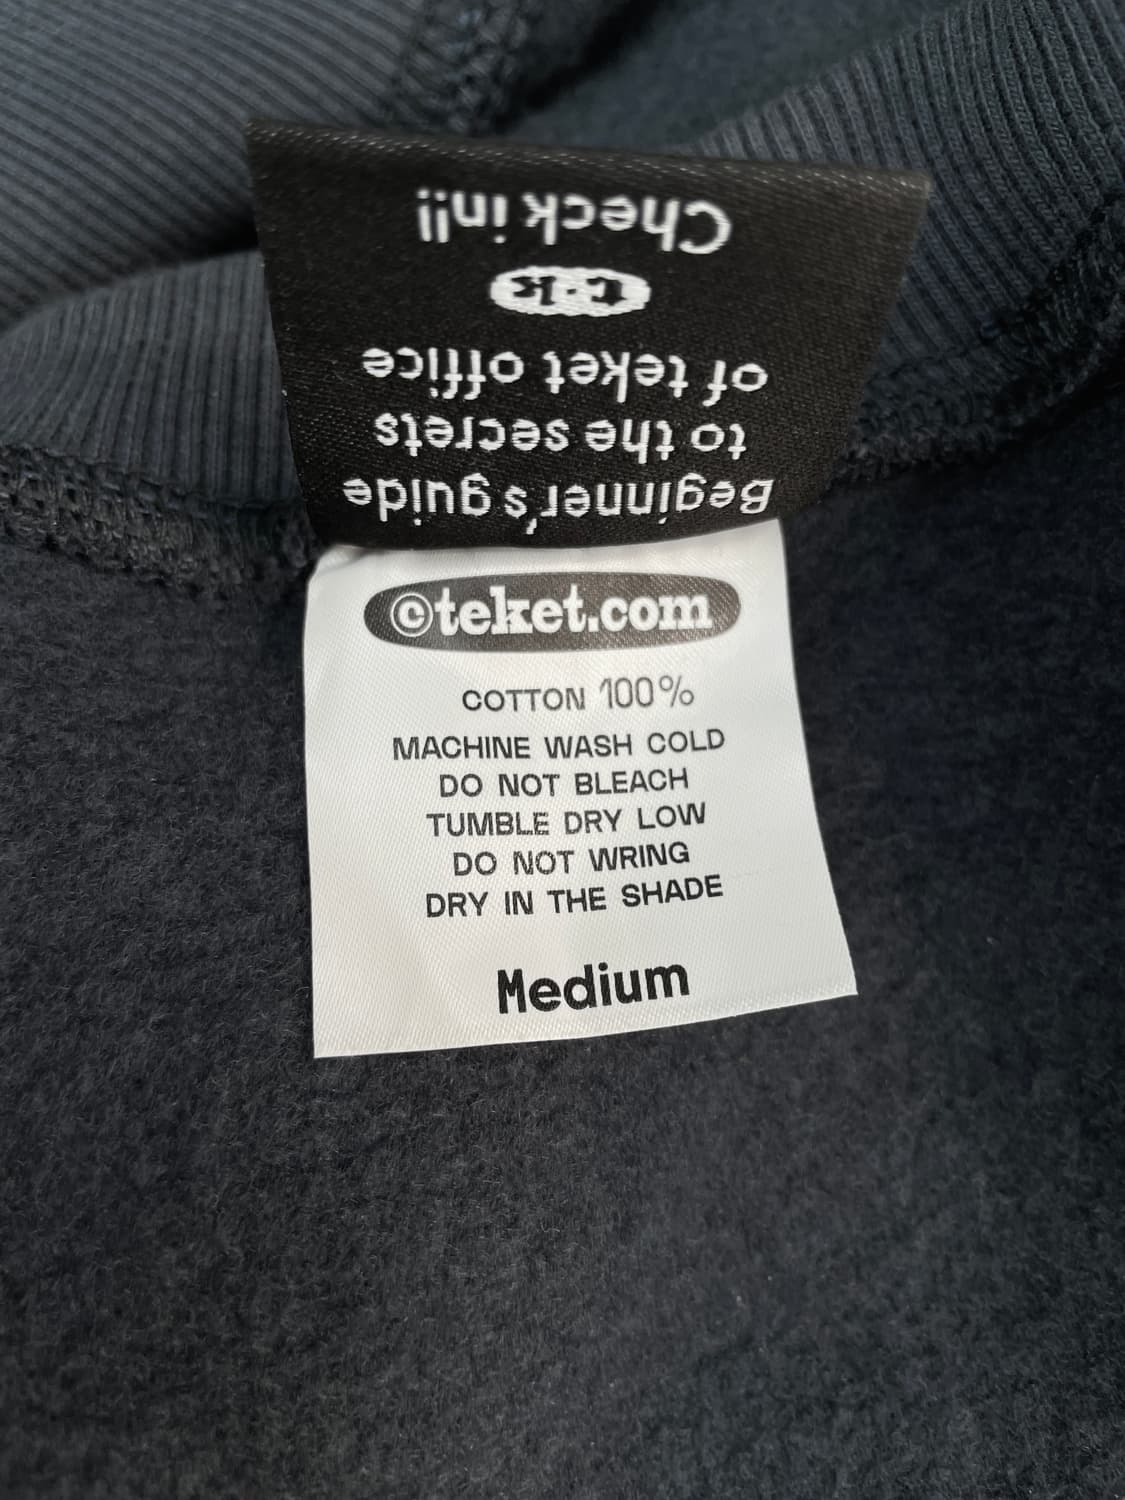 Beginner's guide
to the secrets
of teket office
t.k
Check in!!
©teket.com
COTTON 100%
MACHINE WASH COLD
DO NOT BLEACH
TUMBLE DRY LOW
DO NOT WRING
DRY IN THE SHADE
Medium